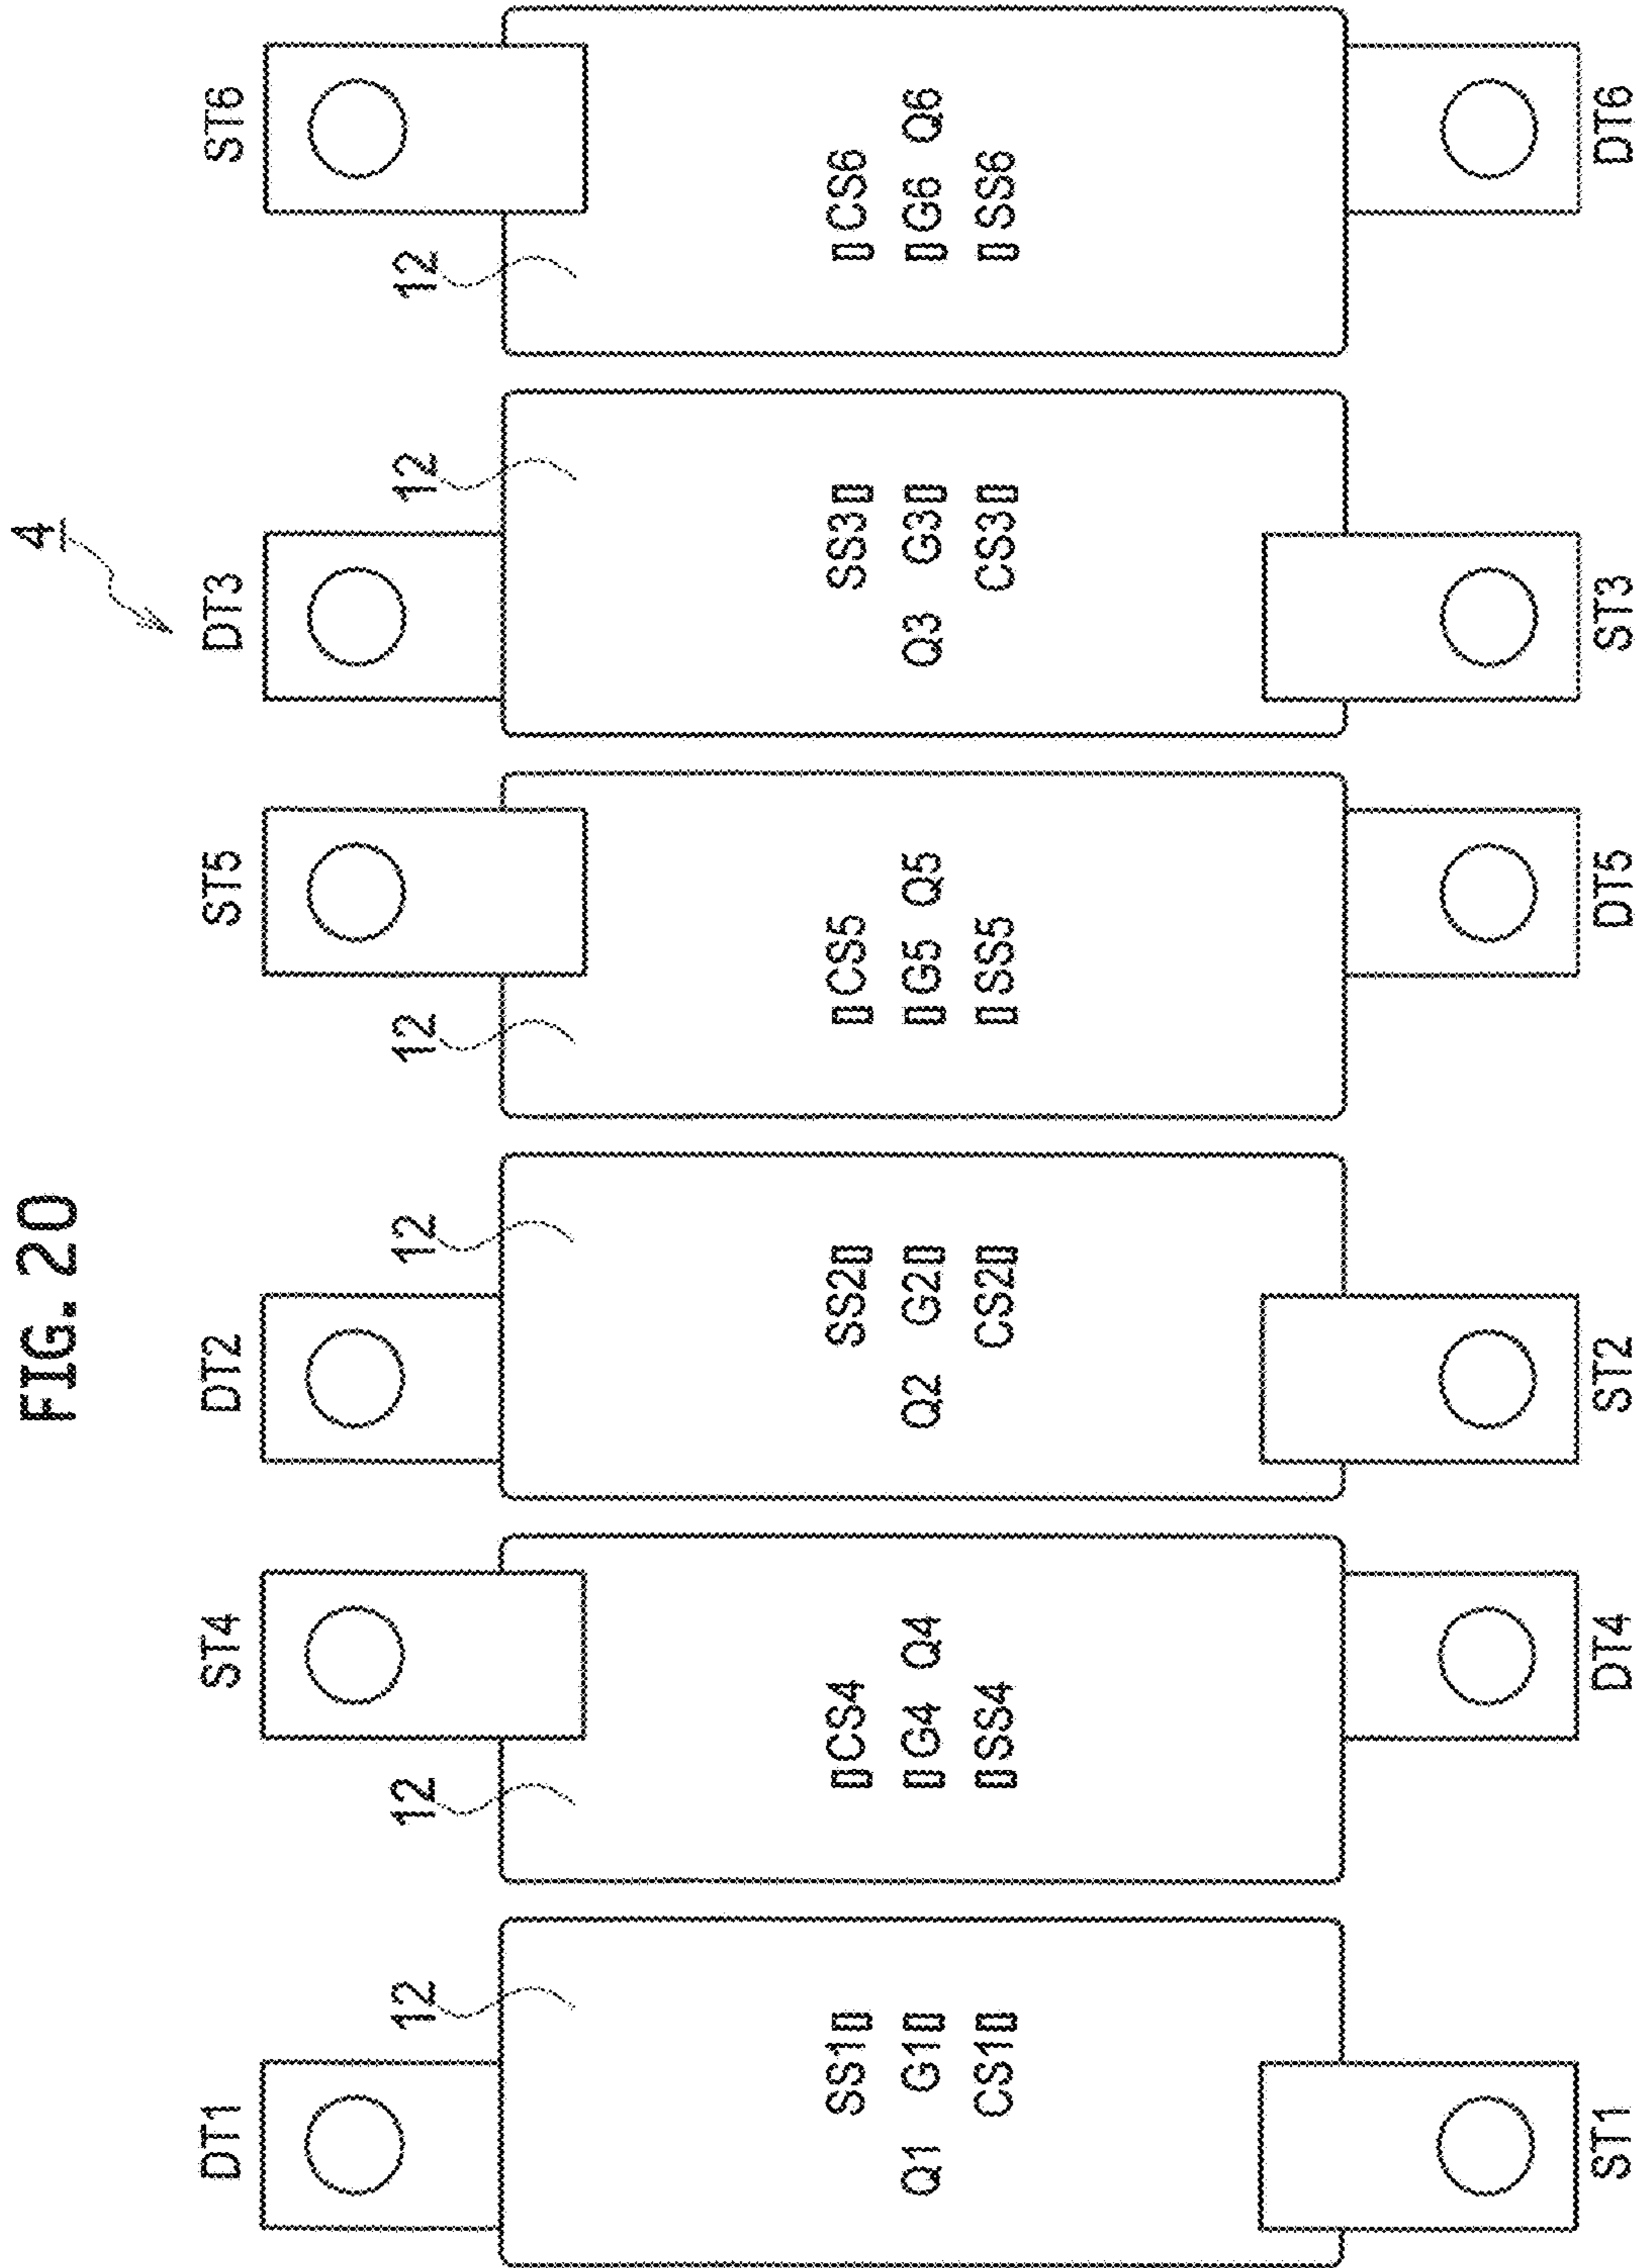 FIG. 20
4
DT1 ST4 DT2 ST5 DT3 ST6
12 12 12 12 12 12
SS1 CS4 SS2 CS5 SS3 CS6
Q1 G1 G4 Q4 Q2 G2 G5 Q5 Q3 G3 G6 Q6
CS1 SS4 CS2 SS5 CS3 SS6
ST1 DT4 ST2 DT5 ST3 DT6